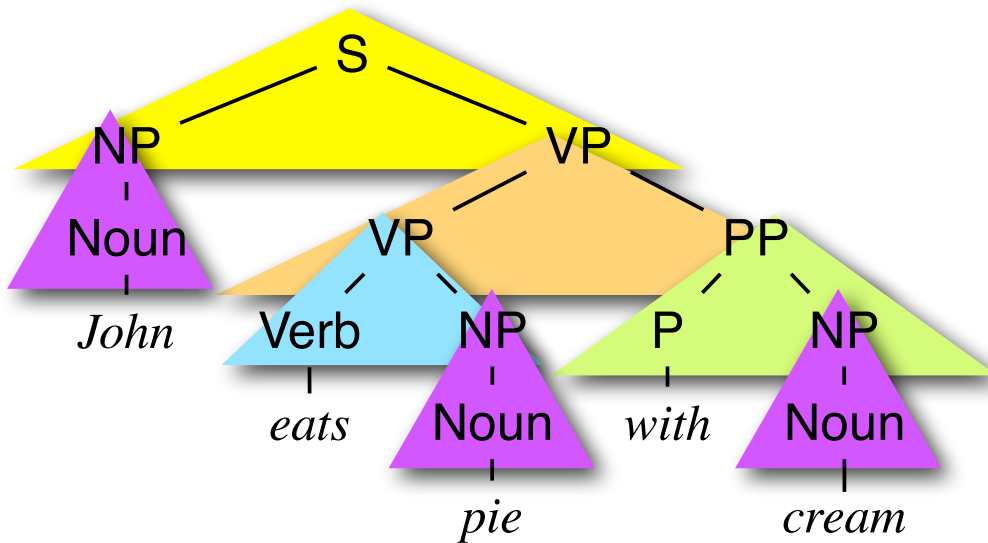 S
NP VP
Noun VP PP
John Verb NP P NP
eats Noun with Noun
pie cream